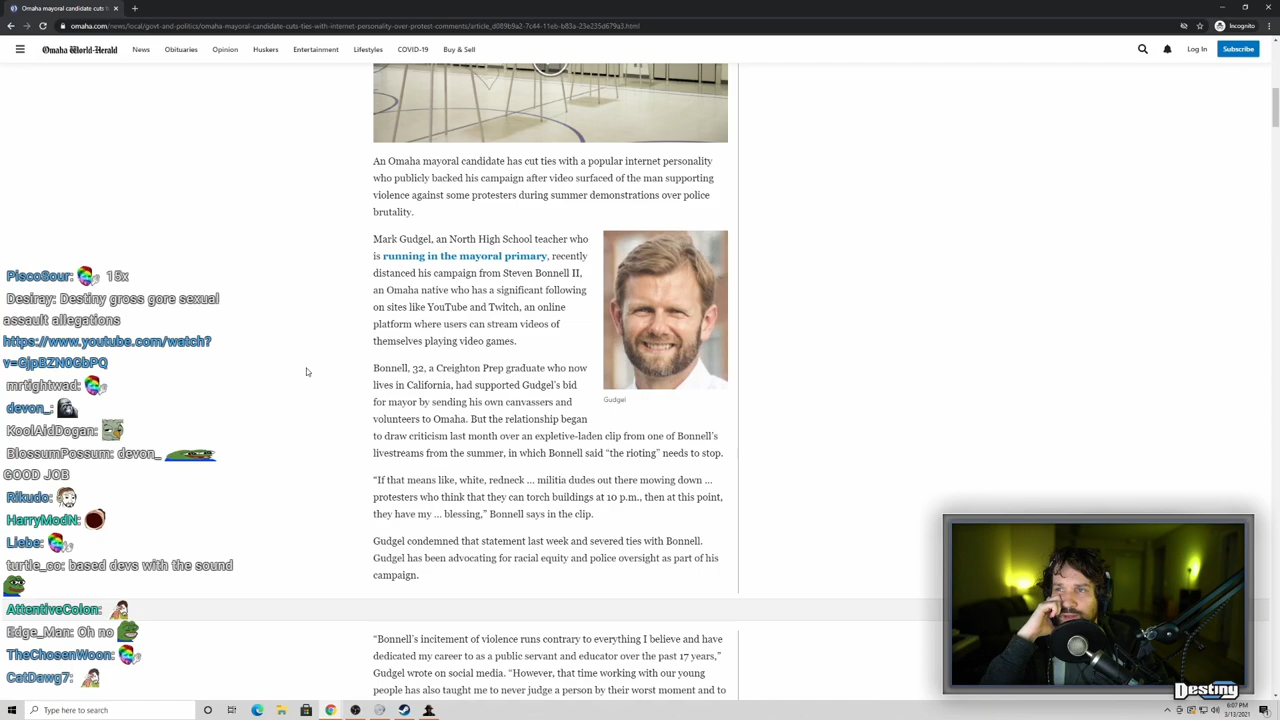 Omaha mayoral candidate cuts ti
omaha.com/news/local/govt-and-politics/omaha-mayoral-candidate-cuts-ties-with-internet-personality-over-protest-comments/article_d089b9a2-7c44-11eb-b83a-23e235d679a3.html
Incognito
Omaha World-Herald
News
Obituaries
Opinion
Huskers
Entertainment
Lifestyles
COVID-19
Buy & Sell
Log In
Subscribe
An Omaha mayoral candidate has cut ties with a popular internet personality
who publicly backed his campaign after video surfaced of the man supporting
violence against some protesters during summer demonstrations over police
brutality.
Mark Gudgel, an North High School teacher who
is running in the mayoral primary, recently
distanced his campaign from Steven Bonnell II,
an Omaha native who has a significant following
on sites like YouTube and Twitch, an online
platform where users can stream videos of
themselves playing video games.
Gudgel
Bonnell, 32, a Creighton Prep graduate who now
lives in California, had supported Gudgel's bid
for mayor by sending his own canvassers and
volunteers to Omaha. But the relationship began
to draw criticism last month over an expletive-laden clip from one of Bonnell's
livestreams from the summer, in which Bonnell said “the rioting” needs to stop.
“If that means like, white, redneck ... militia dudes out there mowing down ...
protesters who think that they can torch buildings at 10 p.m., then at this point,
they have my ... blessing,” Bonnell says in the clip.
Gudgel condemned that statement last week and severed ties with Bonnell.
Gudgel has been advocating for racial equity and police oversight as part of his
campaign.
“Bonnell's incitement of violence runs contrary to everything I believe and have
dedicated my career to as a public servant and educator over the past 17 years,”
Gudgel wrote on social media. “However, that time working with our young
people has also taught me to never judge a person by their worst moment and to
PiscoSour: 15x
Desiray: Destiny gross gore sexual
assault allegations
https://www.youtube.com/watch?
v=GjpBZN0GbPQ
mrtightwad:
devon_:
KoolAidDogan:
BlossumPossum: devon_
GOOD JOB
Rikudo:
HarryModN:
Liebe:
turtle_co: based devs with the sound
AttentiveColon:
Edge_Man: Oh no
TheChosenWoon:
CatDawg7:
Destiny
Type here to search
6:07 PM
3/13/2021